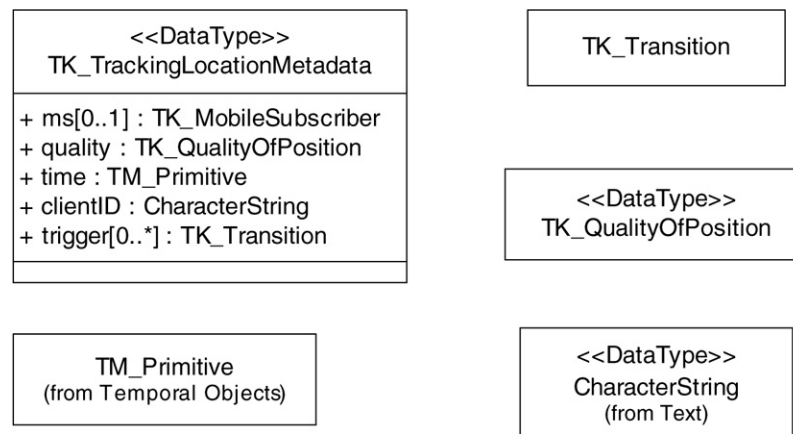 <<DataType>>
TK_TrackingLocationMetadata
+ ms[0..1] : TK_MobileSubscriber
+ quality : TK_QualityOfPosition
+ time : TM_Primitive
+ clientID : CharacterString
+ trigger[0..*] : TK_Transition
TK_Transition
<<DataType>>
TK_QualityOfPosition
TM_Primitive
(from Temporal Objects)
<<DataType>>
CharacterString
(from Text)